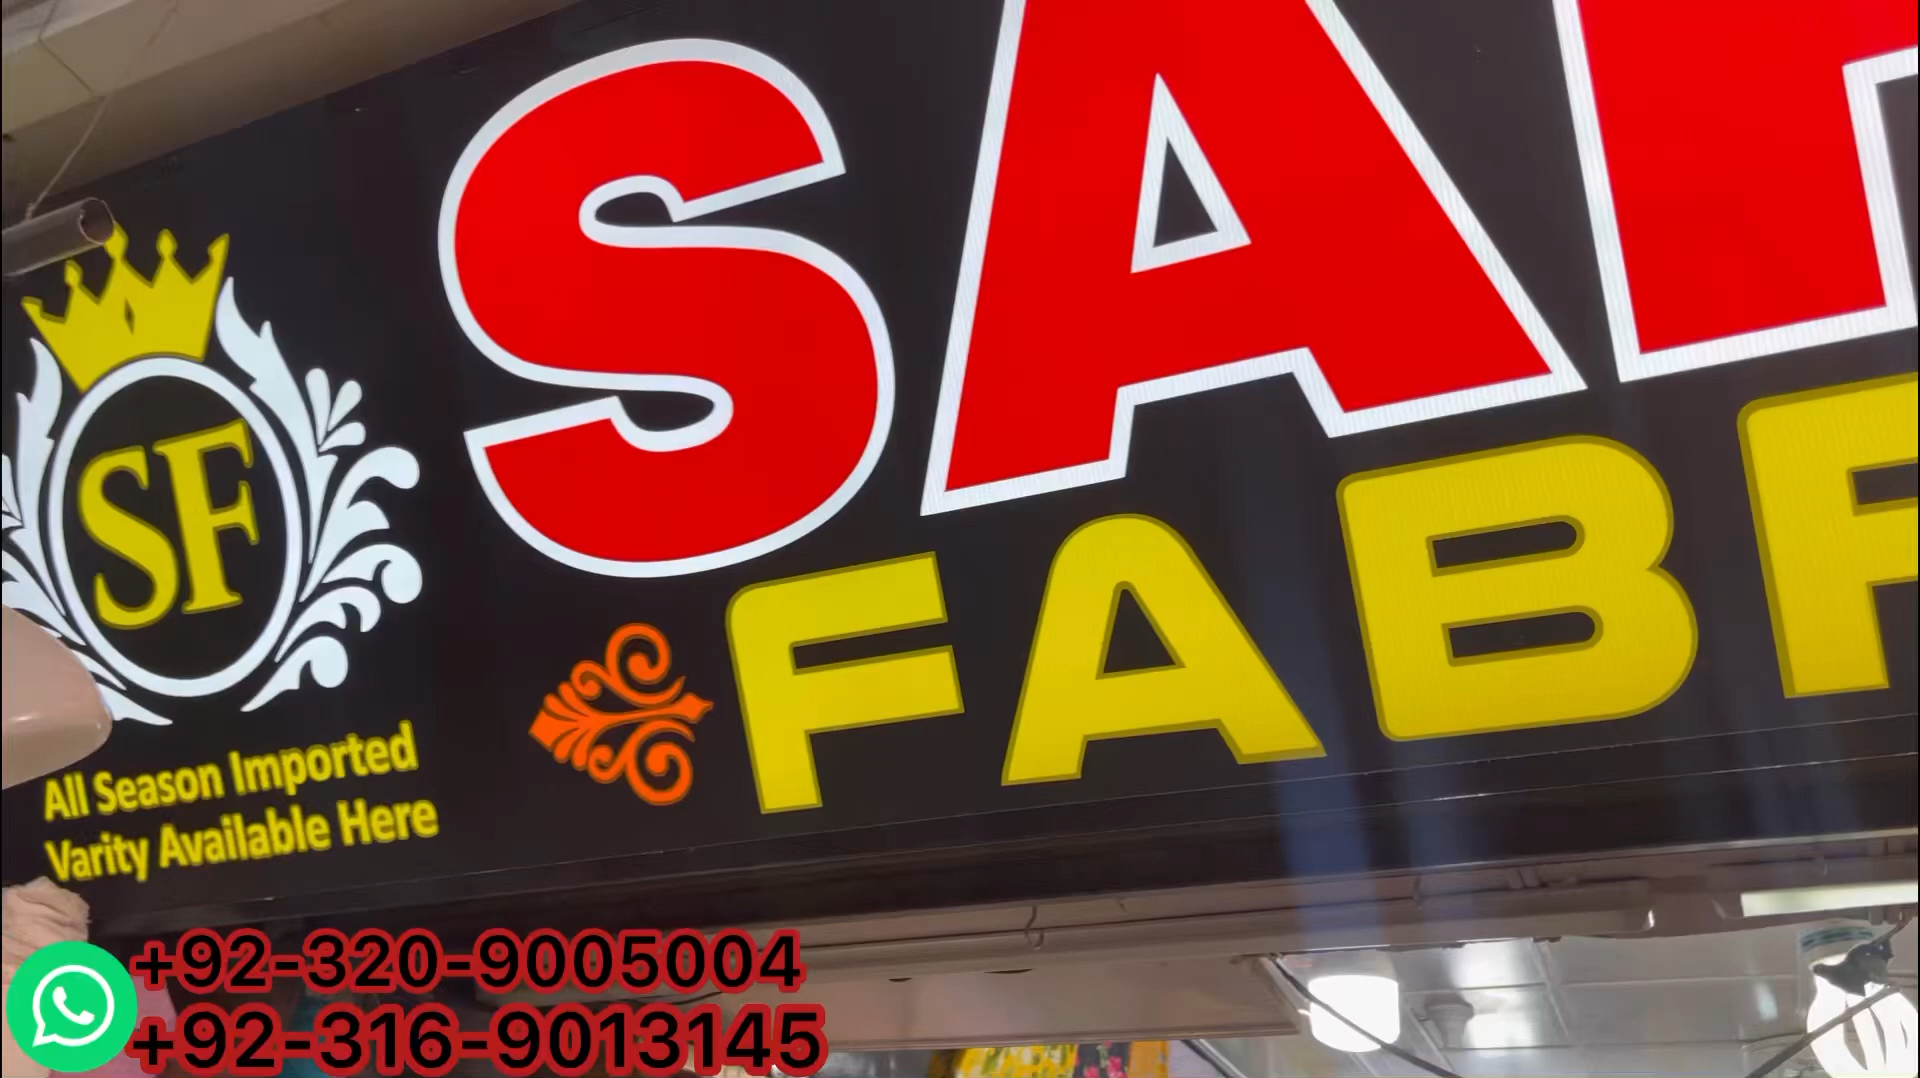 SF
All Season Imported
Varity Available Here
SA
FAB
+92-320-9005004
+92-316-9013145